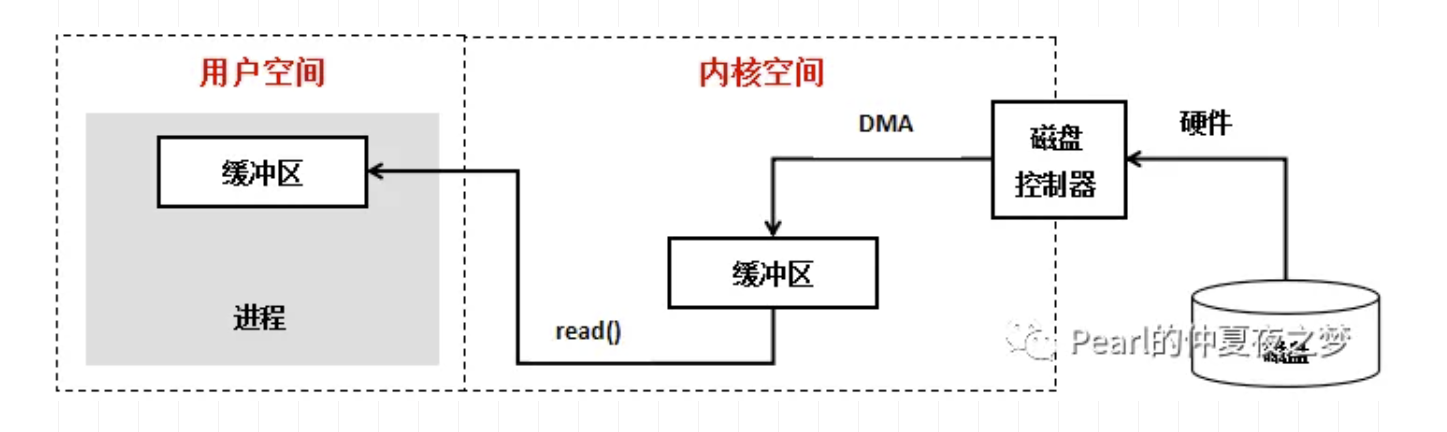 用户空间
内核空间
缓冲区
进程
DMA
磁盘
控制器
硬件
缓冲区
read()
Pearl的仲夏夜之梦
磁盘